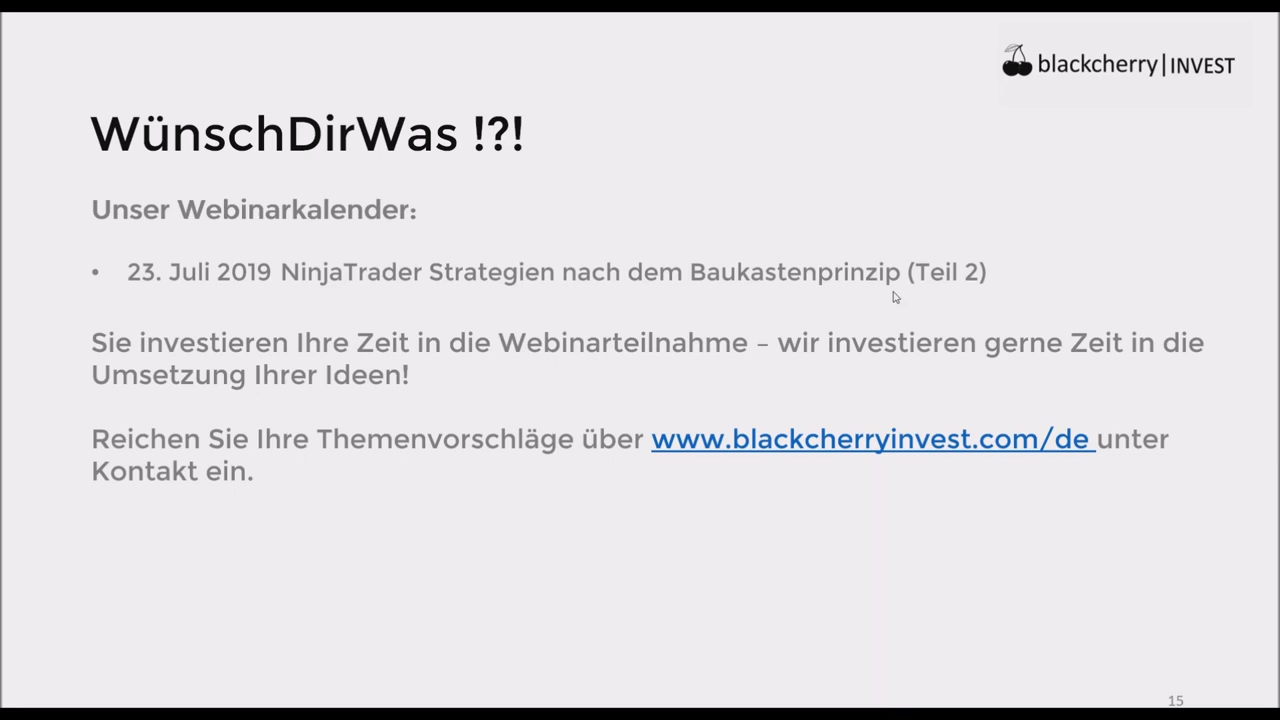 blackcherry|INVEST
WünschDirWas !?!
Unser Webinarkalender:
• 23. Juli 2019 NinjaTrader Strategien nach dem Baukastenprinzip (Teil 2)
Sie investieren Ihre Zeit in die Webinarteilnahme – wir investieren gerne Zeit in die
Umsetzung Ihrer Ideen!
Reichen Sie Ihre Themenvorschläge über www.blackcherryinvest.com/de unter
Kontakt ein.
15